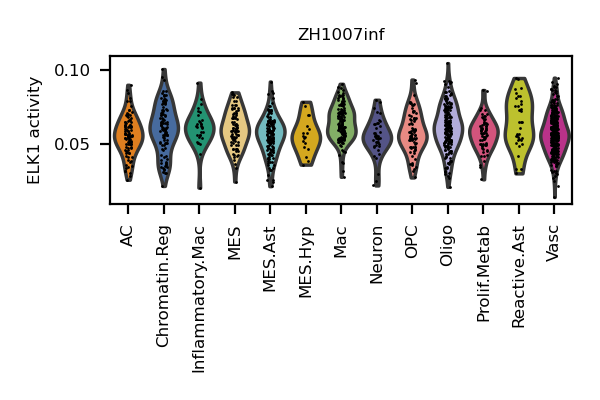 ZH1007inf
ELK1 activity
0.10
0.05
AC
Chromatin.Reg
Inflammatory.Mac
MES
MES.Ast
MES.Hyp
Mac
Neuron
OPC
Oligo
Prolif.Metab
Reactive.Ast
Vasc